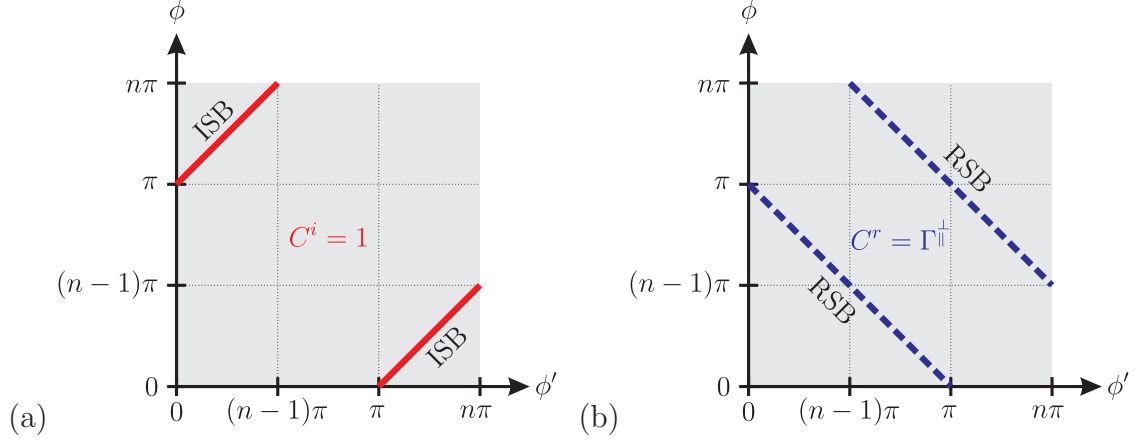 ϕ
nπ
ISB
π
C^i = 1
(n − 1)π
ISB
0
ϕ′
0
(n − 1)π
π
nπ
(a)
ϕ
nπ
RSB
π
C^r = Γ^⊥_∥
(n − 1)π
RSB
0
ϕ′
0
(n − 1)π
π
nπ
(b)